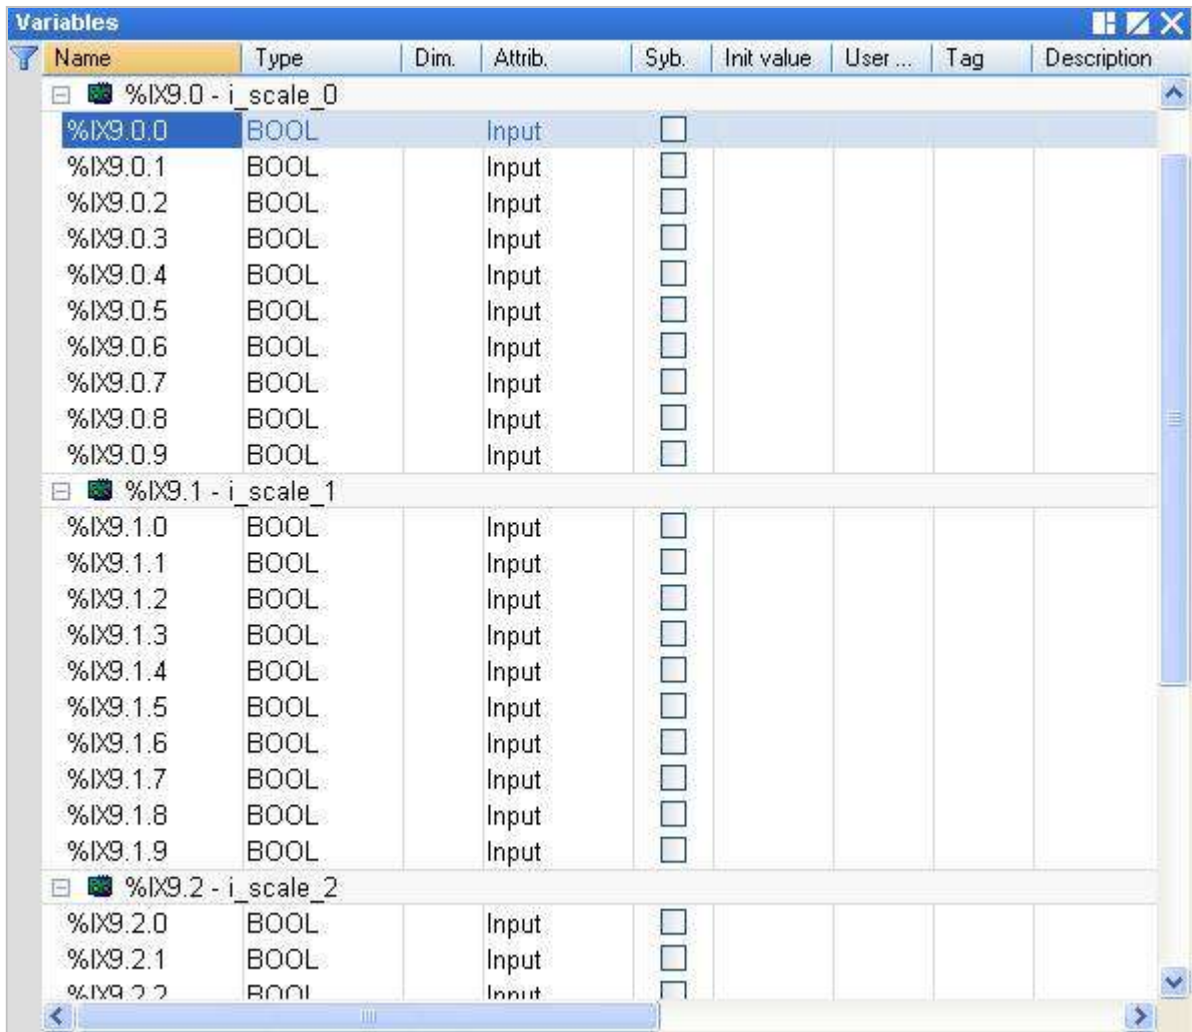 Variables
Name Type Dim. Attrib. Syb. Init value User ... Tag Description
%IX9.0 - i_scale_0
%IX9.0.0 BOOL Input
%IX9.0.1 BOOL Input
%IX9.0.2 BOOL Input
%IX9.0.3 BOOL Input
%IX9.0.4 BOOL Input
%IX9.0.5 BOOL Input
%IX9.0.6 BOOL Input
%IX9.0.7 BOOL Input
%IX9.0.8 BOOL Input
%IX9.0.9 BOOL Input
%IX9.1 - i_scale_1
%IX9.1.0 BOOL Input
%IX9.1.1 BOOL Input
%IX9.1.2 BOOL Input
%IX9.1.3 BOOL Input
%IX9.1.4 BOOL Input
%IX9.1.5 BOOL Input
%IX9.1.6 BOOL Input
%IX9.1.7 BOOL Input
%IX9.1.8 BOOL Input
%IX9.1.9 BOOL Input
%IX9.2 - i_scale_2
%IX9.2.0 BOOL Input
%IX9.2.1 BOOL Input
%IX9.2.2 BOOL Input